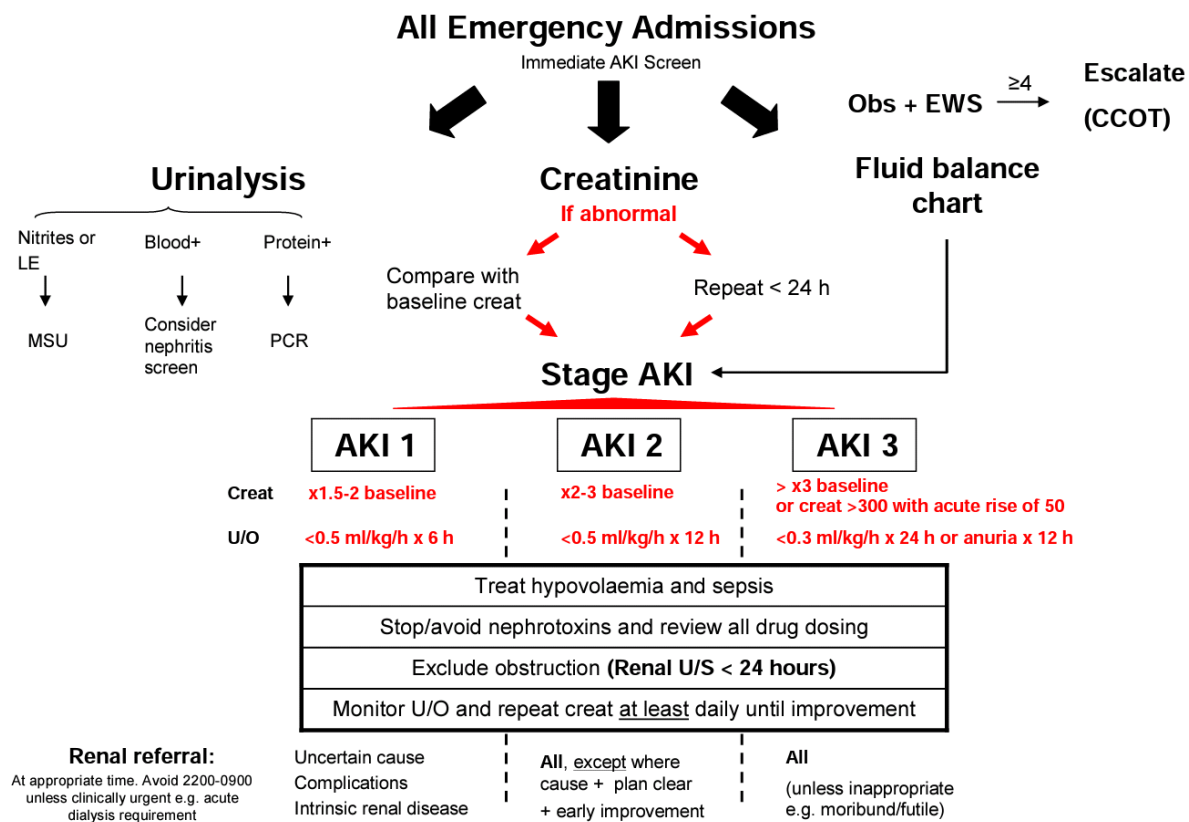 All Emergency Admissions
Immediate AKI Screen
Obs + EWS
≥4
Escalate
(CCOT)
Urinalysis
Creatinine
Fluid balance
chart
If abnormal
Nitrites or
LE
Blood+
Protein+
Compare with
baseline creat
Repeat < 24 h
MSU
Consider
nephritis
screen
PCR
Stage AKI
AKI 1
AKI 2
AKI 3
Creat
x1.5-2 baseline
x2-3 baseline
> x3 baseline
or creat >300 with acute rise of 50
U/O
<0.5 ml/kg/h x 6 h
<0.5 ml/kg/h x 12 h
<0.3 ml/kg/h x 24 h or anuria x 12 h
Treat hypovolaemia and sepsis
Stop/avoid nephrotoxins and review all drug dosing
Exclude obstruction (Renal U/S < 24 hours)
Monitor U/O and repeat creat at least daily until improvement
Renal referral:
At appropriate time. Avoid 2200-0900
unless clinically urgent e.g. acute
dialysis requirement
Uncertain cause
Complications
Intrinsic renal disease
All, except where
cause + plan clear
+ early improvement
All
(unless inappropriate
e.g. moribund/futile)